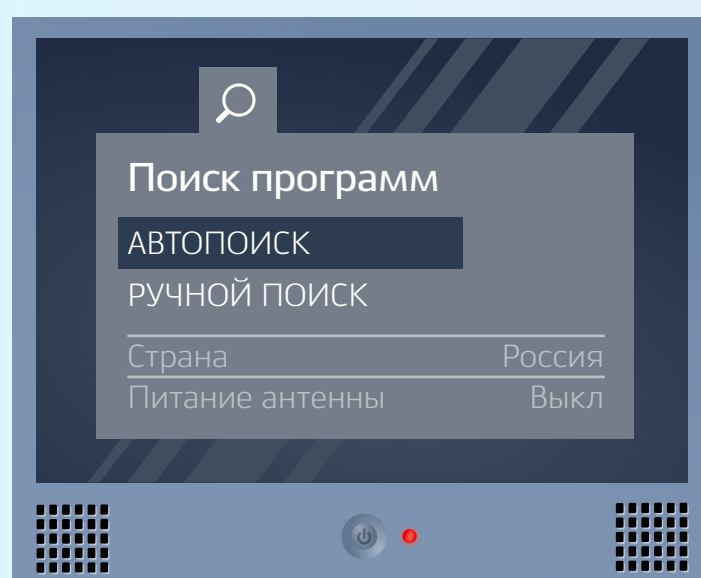 Поиск программ
АВТОПОИСК
РУЧНОЙ ПОИСК
Страна Россия
Питание антенны Выкл